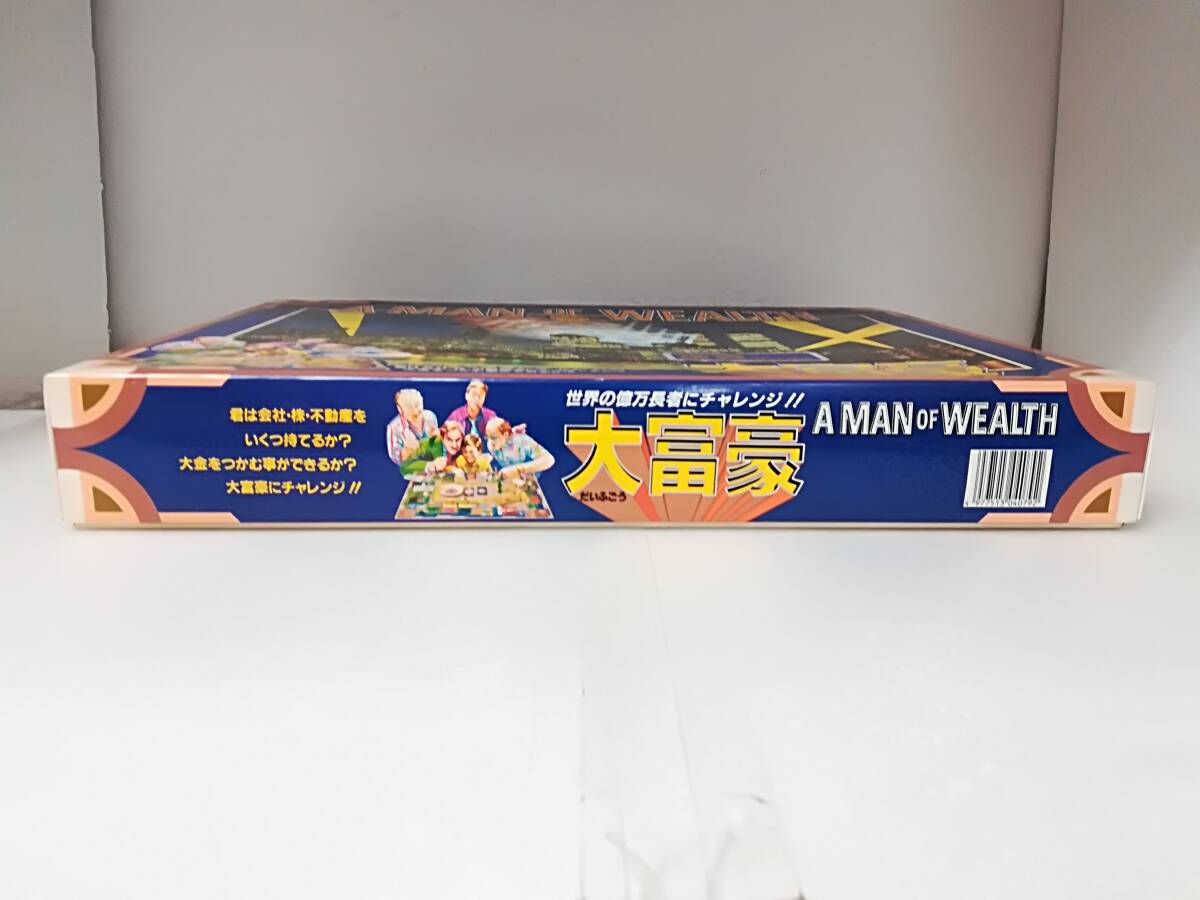 A MAN OF WEALTH
君は会社・株・不動産を
いくつ持てるか?
大金をつかむ事ができるか?
大富豪にチャレンジ!!
世界の億万長者にチャレンジ!!
大富豪
だいふごう
A MAN OF WEALTH
4 977513 040792